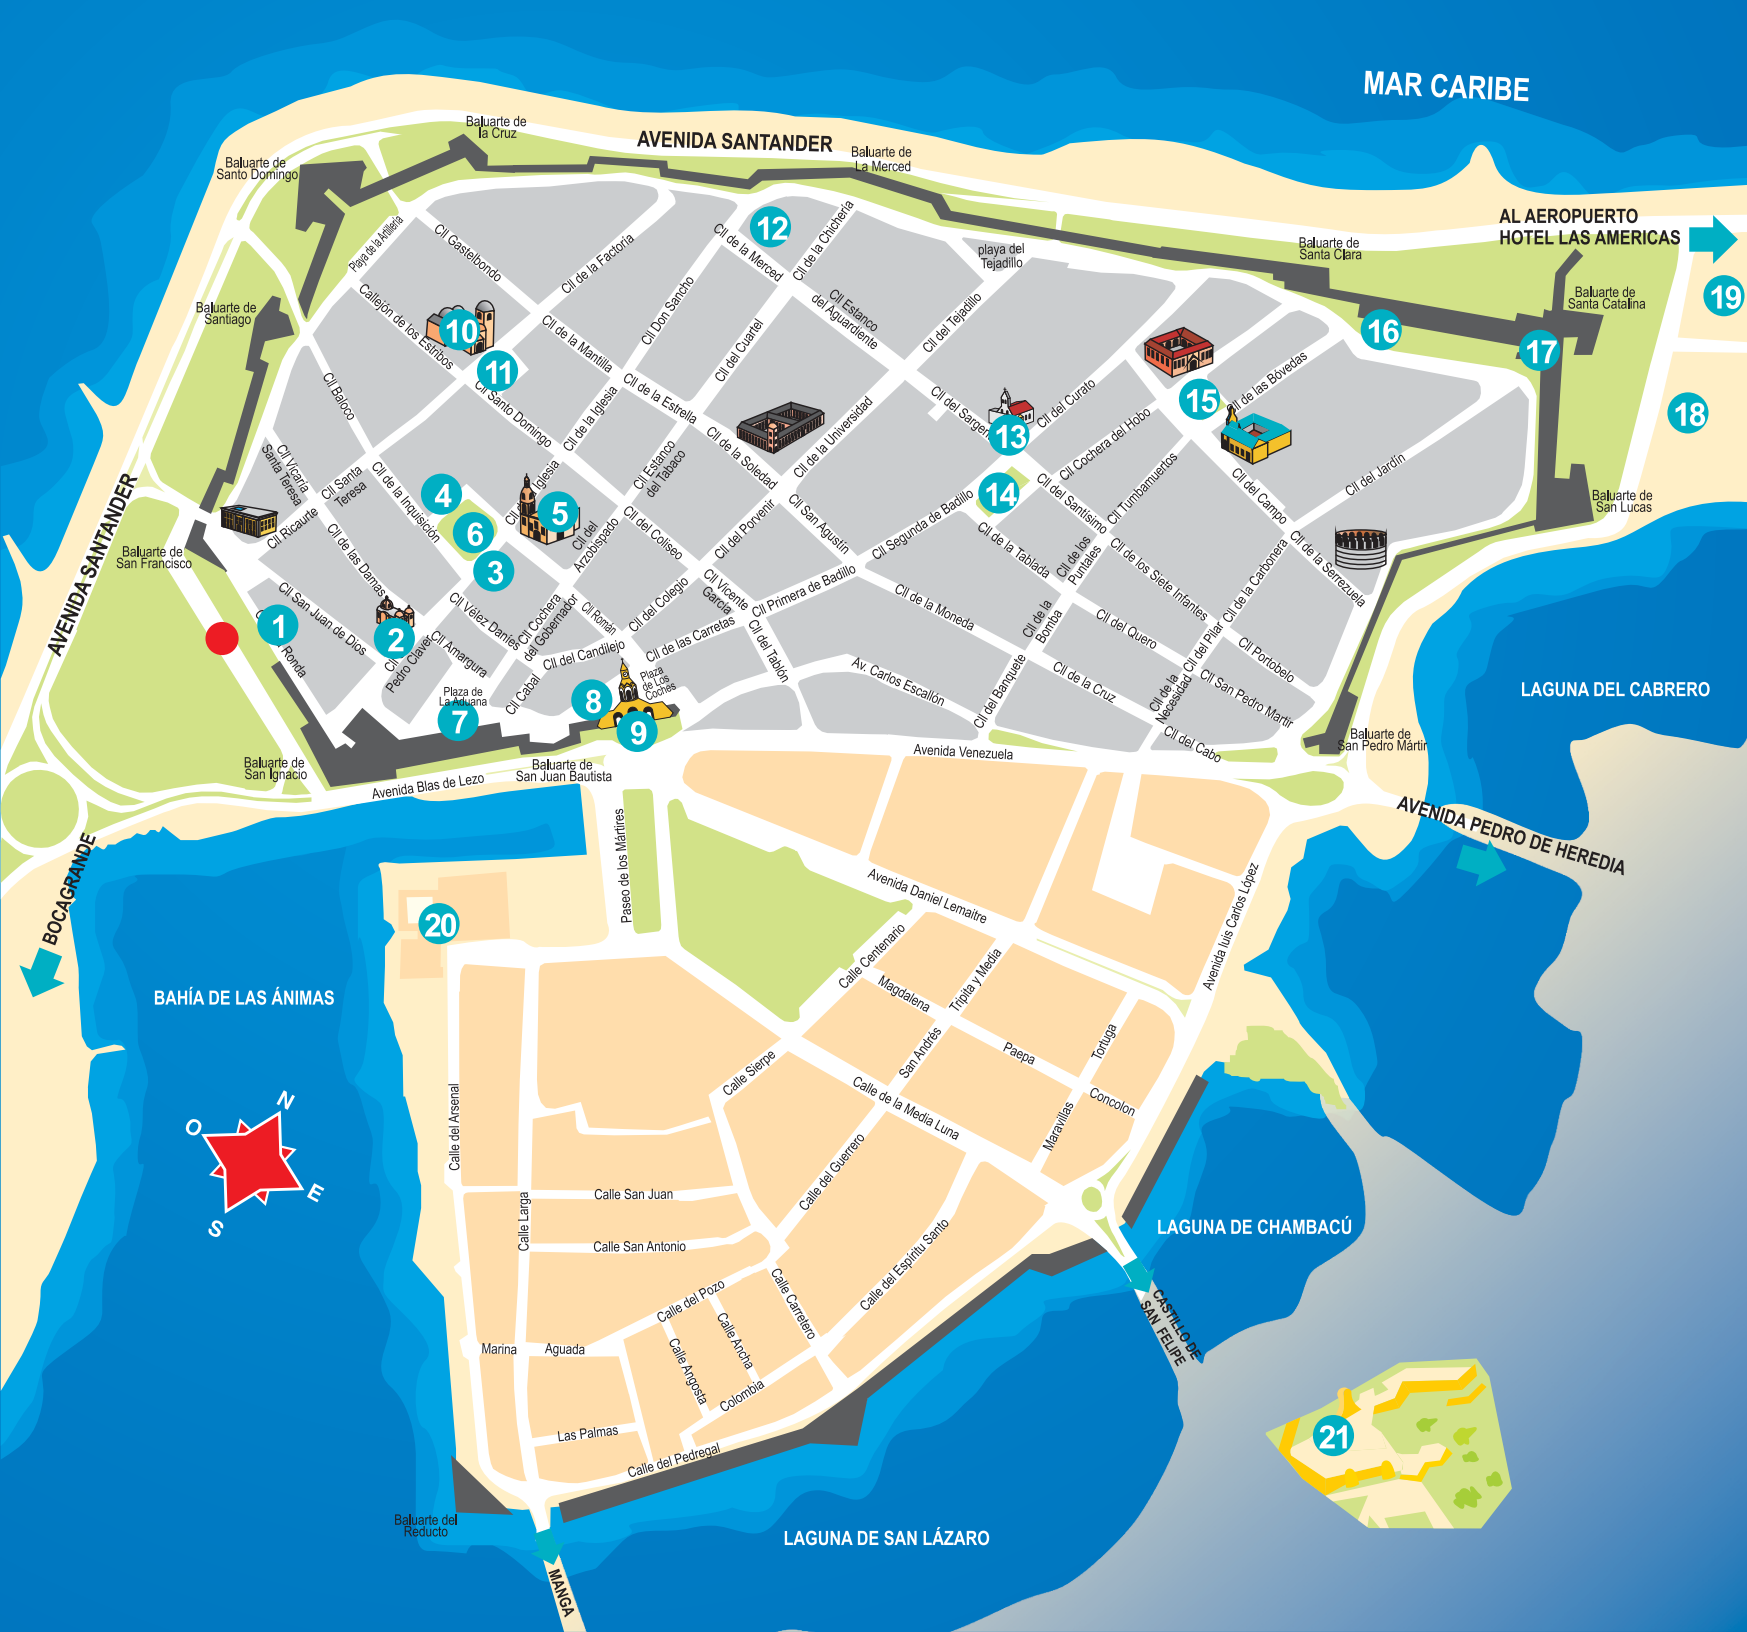 MAR CARIBE
Baluarte de
la Cruz
AVENIDA SANTANDER
Baluarte de
La Merced
Baluarte de
Santo Domingo
AL AEROPUERTO
HOTEL LAS AMERICAS
Baluarte de
Santa Clara
Baluarte de
Santa Catalina
19
Baluarte de
Santiago
Playa de la Artillería
Cll Gastelbondo
Cll de la Factoria
12
Cll de la Merced
Cll de la Chichería
playa del
Tejadillo
Cll Estanco
del Aguardiente
Callejón de los Estribos
10
11
Cll de la Mantilla
Cll Don Sancho
Cll del Cuartel
Cll del Tejadillo
16
17
18
Cll Baloco
Cll Santo Domingo
Cll de la Iglesia
Cll de la Estrella
Cll de la Soledad
Cll de la Universidad
Cll del Sargen
13
Cll del Curato
Cll Cochera del Hobo
15
Cll de las Bóvedas
Cll Vicaria
Santa Teresa
Cll Santa
Teresa
Cll Ricaurte
Cll de la Inquisición
4
6
3
5
Iglesia
Cll Estanco
del Tabaco
Cll del
Arzobispado
Cll del Coliseo
Cll del Porvenir
Cll San Agustín
Cll Segunda de Badillo
14
Cll del Santísimo
Cll Tumbamuertos
Cll del Campo
Cll del Jardín
Baluarte de
San Lucas
AVENIDA SANTANDER
Baluarte de
San Francisco
Cll de las Damas
Cll San Juan de Dios
1
Ronda
2
Pedro Claver
Cll Amargura
Cll Vélez Danies
Cll Cochera
del Gobernador
Cll Román
Cll del Candilejo
Cll del Colegio
Cll de las Carretas
Cll Vicente
García
Cll Primera de Badillo
Cll del Tablón
Cll de la Moneda
Cll de la Tablada
Cll de los
Puntales
Cll de los Siete Infantes
Cll de la Carbonera
Cll de la Serrezuela
Cll de la
Bomba
Cll del Quero
Cll del Pilar
Cll Portobelo
Plaza de
La Aduana
7
Cll Cabal
8
9
Plaza
de Los
Coches
Av. Carlos Escallón
Cll del Banquete
Cll de la Cruz
Cll de la
Necesidad
Cll San Pedro Martir
Cll del Cabo
LAGUNA DEL CABRERO
Baluarte de
San Pedro Mártir
Baluarte de
San Ignacio
Avenida Blas de Lezo
Baluarte de
San Juan Bautista
Avenida Venezuela
AVENIDA PEDRO DE HEREDIA
BOCAGRANDE
Paseo de los Mártires
Avenida Daniel Lemaitre
Avenida luis Carlos López
20
BAHÍA DE LAS ÁNIMAS
Calle Centenario
Magdalena
Tripita y Media
San Andrés
Paepa
Tortuga
Concolon
Maravillas
Calle Sierpe
Calle de la Media Luna
Calle del Arsenal
N
O
E
S
Calle del Guerrero
Calle San Juan
Calle Larga
Calle San Antonio
Calle del Espíritu Santo
LAGUNA DE CHAMBACÚ
CASTILLO DE
SAN FELIPE
Calle del Pozo
Calle Carretero
Calle Ancha
Calle Angosta
Marina
Aguada
Colombia
Las Palmas
Calle del Pedregal
21
Baluarte del
Reducto
LAGUNA DE SAN LÁZARO
MANGA